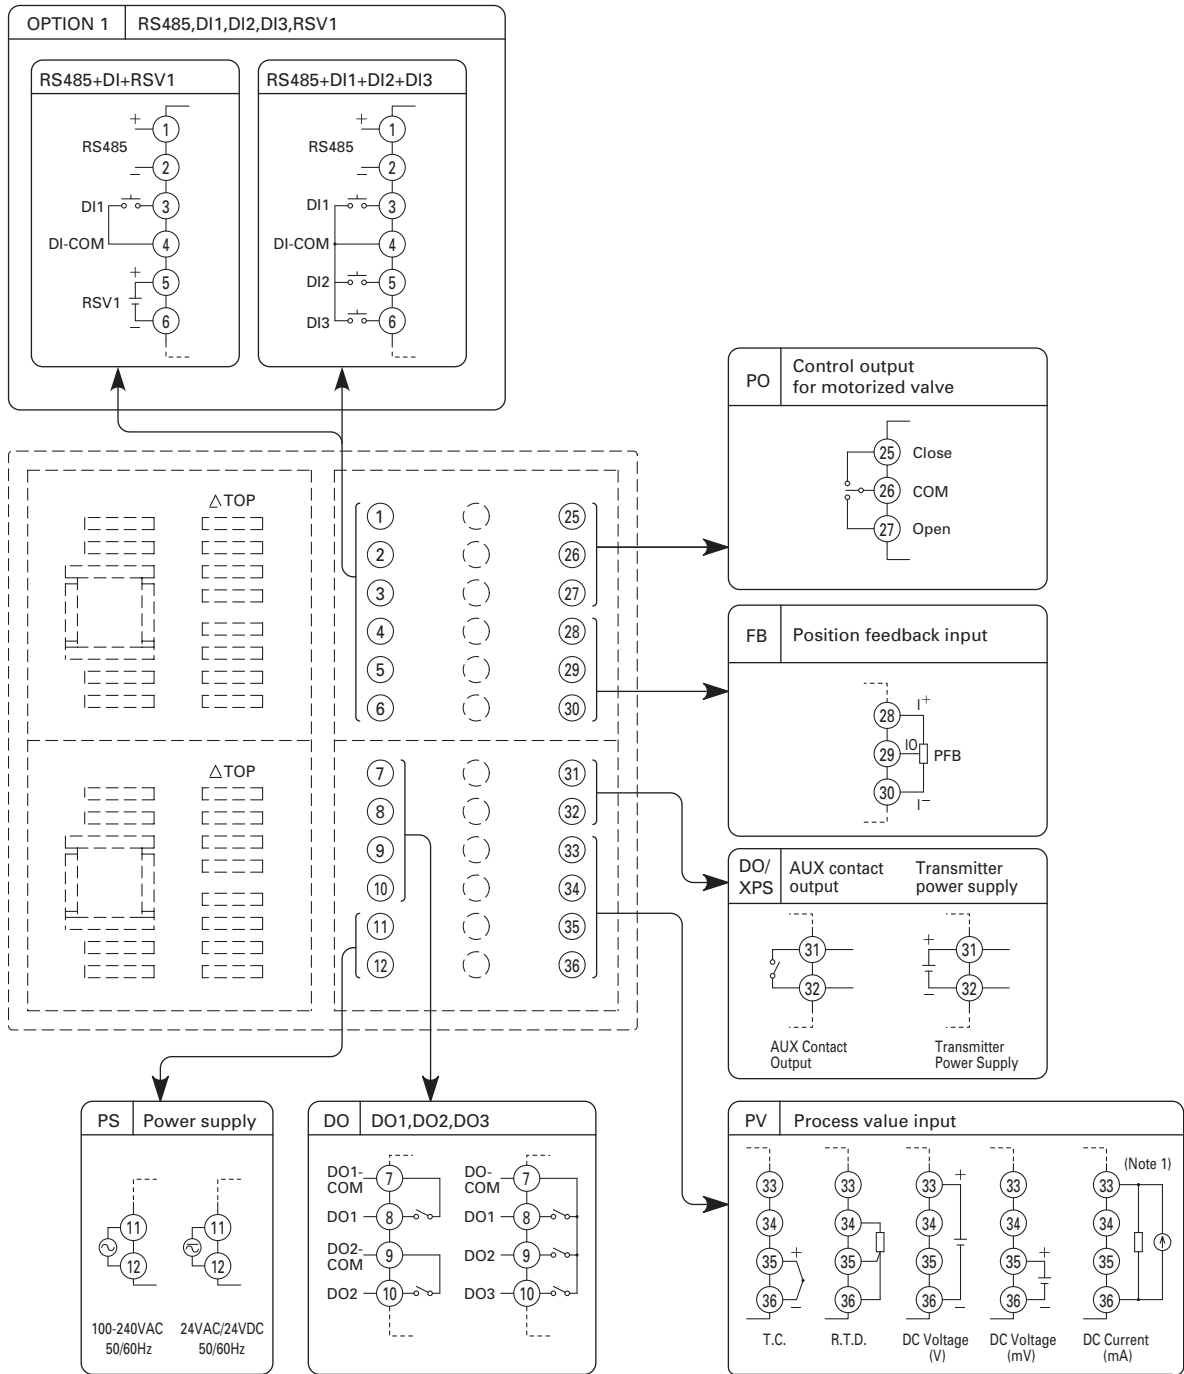 OPTION 1 RS485,DI1,DI2,DI3,RSV1
RS485+DI+RSV1
+
1
RS485
2
−
DI1
3
DI-COM
4
+
5
RSV1
−
6
RS485+DI1+DI2+DI3
+
1
RS485
2
−
DI1
3
DI-COM
4
DI2
5
DI3
6
PO Control output
for motorized valve
25 Close
26 COM
27 Open
△TOP
1 25
2 26
3 27
4 28
5 29
6 30
△TOP
7 31
8 32
9 33
10 34
11 35
12 36
FB Position feedback input
28 I+
29 IO PFB
30 I−
DO/
XPS
AUX contact
output
Transmitter
power supply
31
32
AUX Contact
Output
+
31
32
−
Transmitter
Power Supply
PS Power supply
11
12
100-240VAC
50/60Hz
11
12
24VAC/24VDC
50/60Hz
DO DO1,DO2,DO3
DO1-
COM
7
DO1 8
DO2-
COM
9
DO2 10
DO-
COM
7
DO1 8
DO2 9
DO3 10
PV Process value input
33
34
35 +
36 −
T.C.
33
34
35
36
R.T.D.
33 +
34
35
36 −
DC Voltage
(V)
33
34
35 +
36 −
DC Voltage
(mV)
(Note 1)
33
34
35
36
DC Current
(mA)